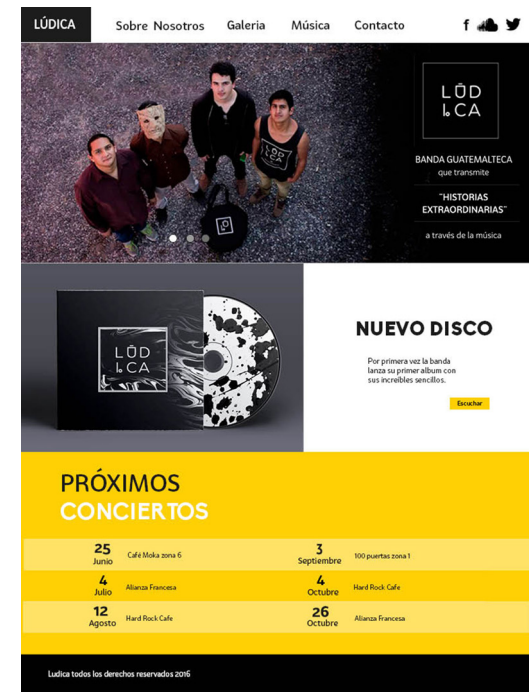 LÚDICA
Sobre Nosotros Galeria Música Contacto
LŪD
I.CA
BANDA GUATEMALTECA
que transmite
"HISTORIAS
EXTRAORDINARIAS"
a través de la música
LŪD
I.CA
NUEVO DISCO
Por primera vez la banda
lanza su primer album con
sus increíbles sencillos.
Escuchar
PRÓXIMOS
CONCIERTOS
25 Junio Café Moka zona 6
4 Julio Alianza Francesa
12 Agosto Hard Rock Cafe
3 Septiembre 100 puertas zona 1
4 Octubre Hard Rock Cafe
26 Octubre Alianza Francesa
Ludica todos los derechos reservados 2016